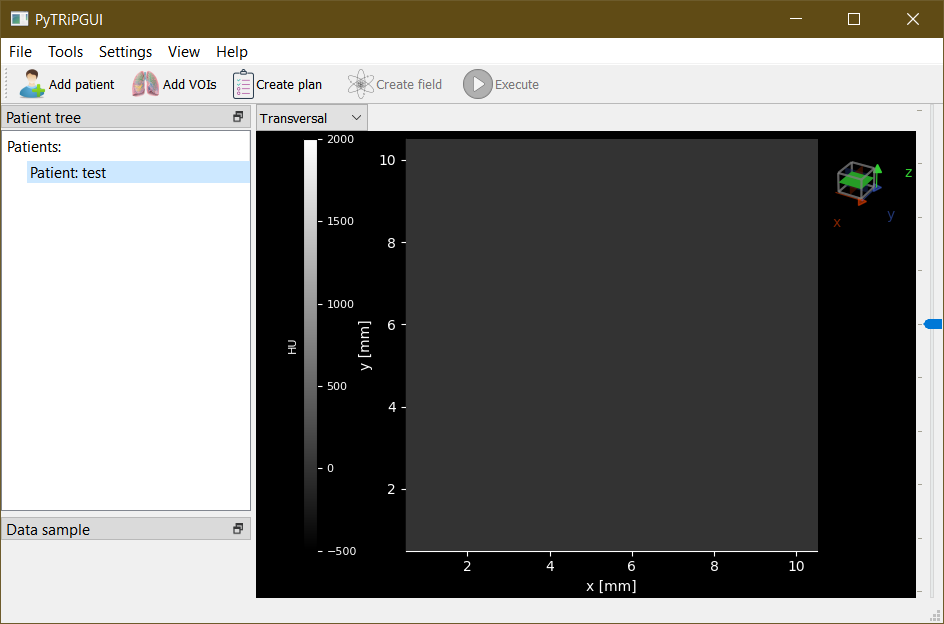 PyTRiPGUI
File Tools Settings View Help
Add patient Add VOIs Create plan Create field Execute
Patient tree
Patients:
Patient: test
Data sample
Transversal
2000
1500
1000
500
0
−500
HU
y [mm]
10
8
6
4
2
2 4 6 8 10
x [mm]
z
y
x